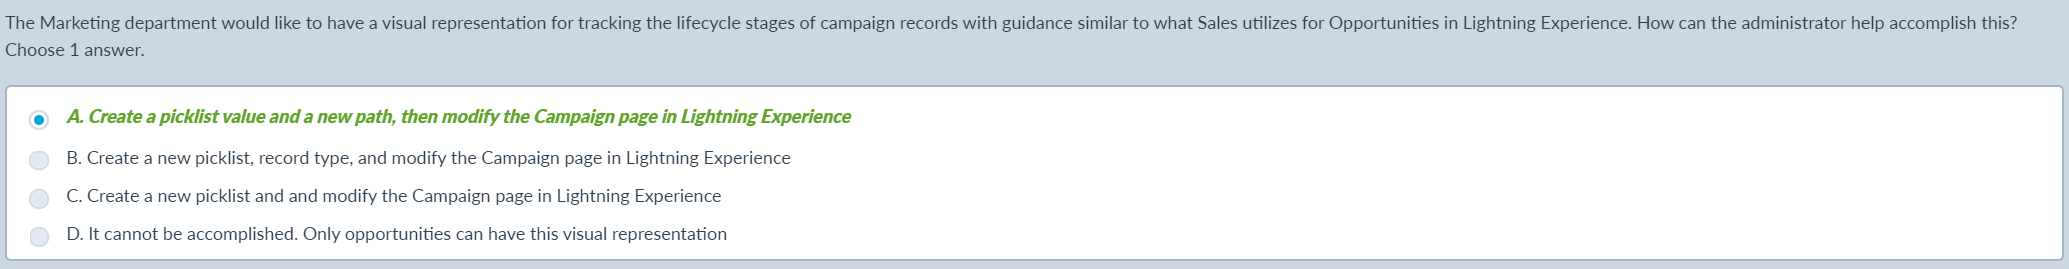 The Marketing department would like to have a visual representation for tracking the lifecycle stages of campaign records with guidance similar to what Sales utilizes for Opportunities in Lightning Experience. How can the administrator help accomplish this?
Choose 1 answer.
A. Create a picklist value and a new path, then modify the Campaign page in Lightning Experience
B. Create a new picklist, record type, and modify the Campaign page in Lightning Experience
C. Create a new picklist and and modify the Campaign page in Lightning Experience
D. It cannot be accomplished. Only opportunities can have this visual representation